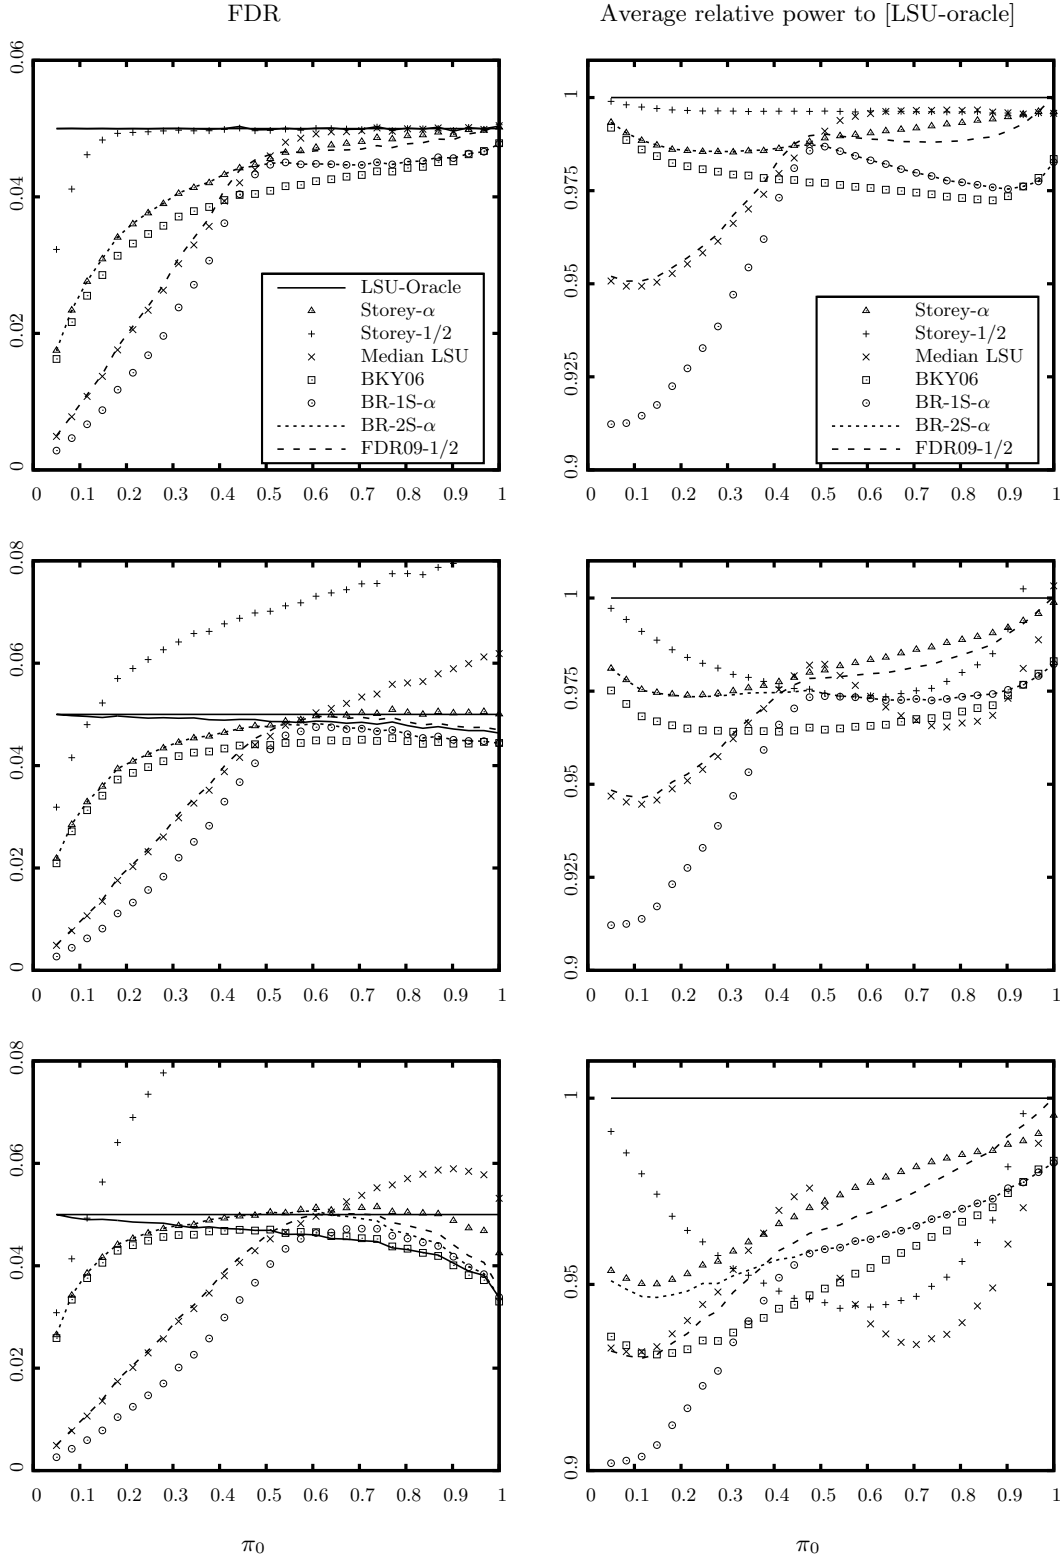 FDR
Average relative power to [LSU-oracle]
0.06
0.04
0.02
0
LSU-Oracle
Storey-α
Storey-1/2
Median LSU
BKY06
BR-1S-α
BR-2S-α
FDR09-1/2
0 0.1 0.2 0.3 0.4 0.5 0.6 0.7 0.8 0.9 1
1
0.975
0.95
0.925
0.9
Storey-α
Storey-1/2
Median LSU
BKY06
BR-1S-α
BR-2S-α
FDR09-1/2
0 0.1 0.2 0.3 0.4 0.5 0.6 0.7 0.8 0.9 1
0.08
0.06
0.04
0.02
0
0 0.1 0.2 0.3 0.4 0.5 0.6 0.7 0.8 0.9 1
1
0.975
0.95
0.925
0.9
0 0.1 0.2 0.3 0.4 0.5 0.6 0.7 0.8 0.9 1
0.08
0.06
0.04
0.02
0
0 0.1 0.2 0.3 0.4 0.5 0.6 0.7 0.8 0.9 1
π₀
1
0.95
0.9
0 0.1 0.2 0.3 0.4 0.5 0.6 0.7 0.8 0.9 1
π₀